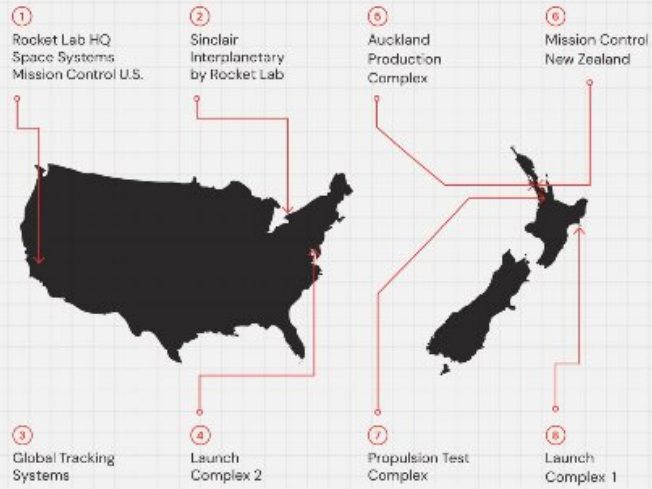 1
Rocket Lab HQ
Space Systems
Mission Control U.S.
2
Sinclair
Interplanetary
by Rocket Lab
5
Auckland
Production
Complex
6
Mission Control
New Zealand
3
Global Tracking
Systems
4
Launch
Complex 2
7
Propulsion Test
Complex
8
Launch
Complex 1